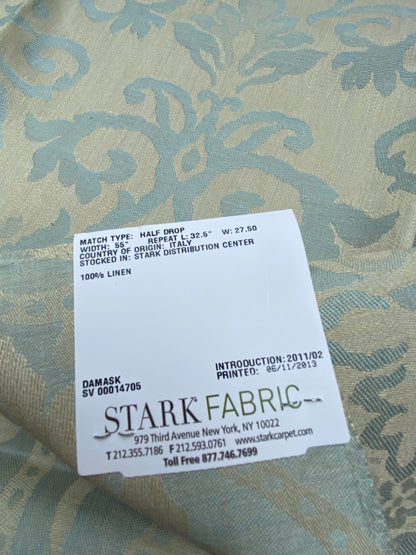 MATCH TYPE: HALF DROP
WIDTH: 55" REPEAT L: 32.5" W: 27.50
COUNTRY OF ORIGIN: ITALY
STOCKED IN: STARK DISTRIBUTION CENTER
100% LINEN
INTRODUCTION: 2011/02
DAMASK PRINTED: 06/11/2013
SV 00014705
STARK FABRIC
979 Third Avenue New York, NY 10022
T 212.355.7186 F 212.593.0761 www.starkcarpet.com
Toll Free 877.746.7699